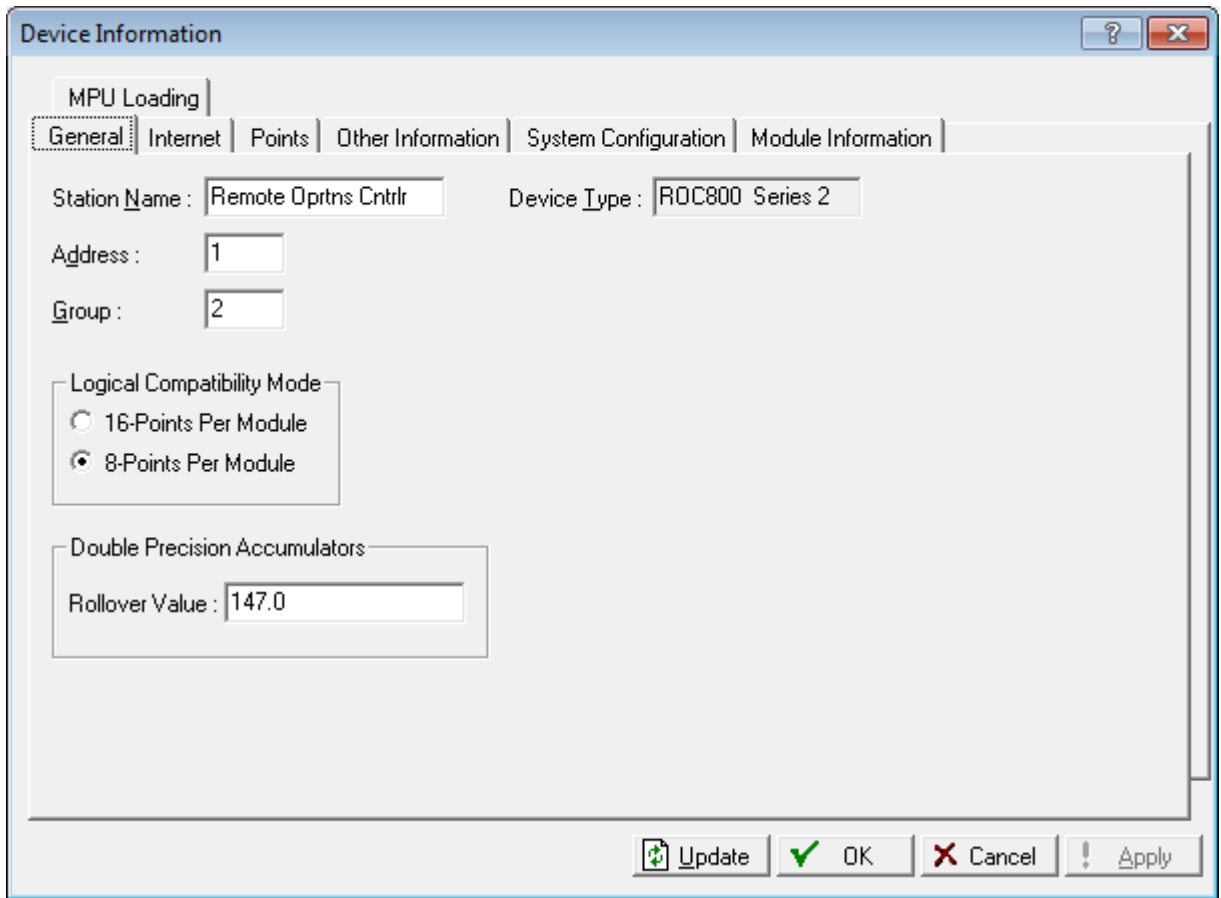 Device Information
MPU Loading
General Internet Points Other Information System Configuration Module Information
Station Name : Remote Oprtns Cntrlr Device Type : ROC800 Series 2
Address : 1
Group : 2
Logical Compatibility Mode
16-Points Per Module
8-Points Per Module
Double Precision Accumulators
Rollover Value : 147.0
Update OK Cancel Apply